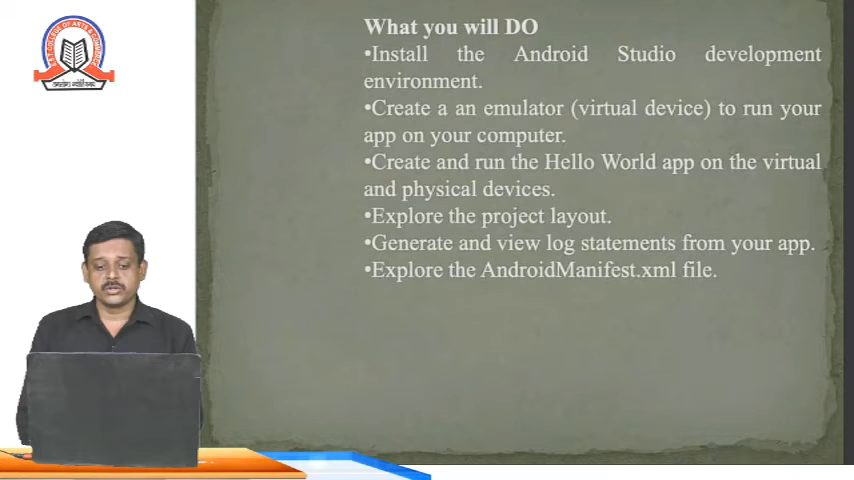 What you will DO
•Install the Android Studio development
environment.
•Create a an emulator (virtual device) to run your
app on your computer.
•Create and run the Hello World app on the virtual
and physical devices.
•Explore the project layout.
•Generate and view log statements from your app.
•Explore the AndroidManifest.xml file.